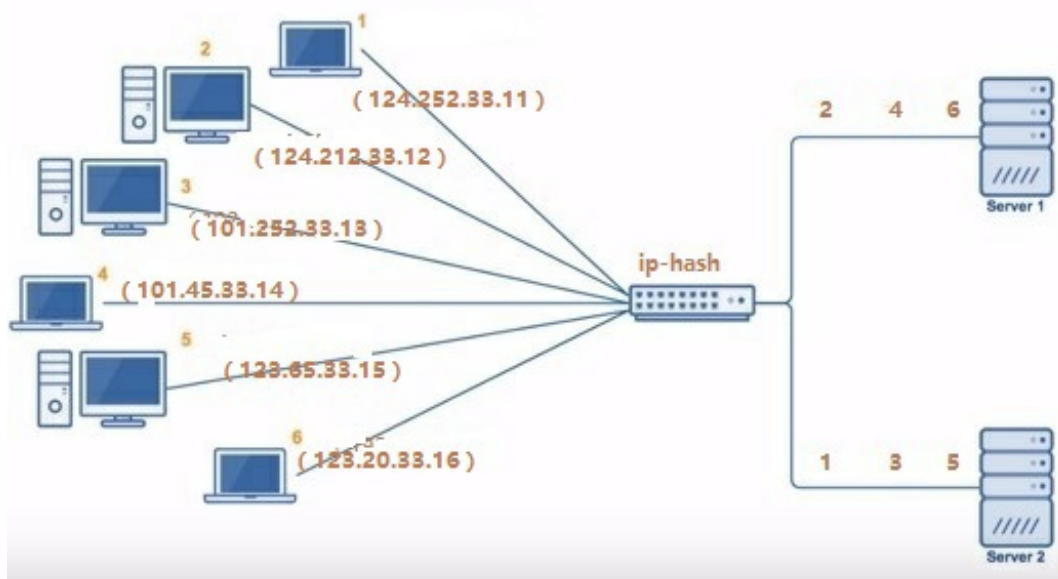 1
2
( 124.252.33.11 )
2 4 6
( 124.212.33.12 )
3
Server 1
( 101.252.33.13 )
ip-hash
4
( 101.45.33.14 )
5
( 123.65.33.15 )
6
( 123.20.33.16 )
1 3 5
Server 2